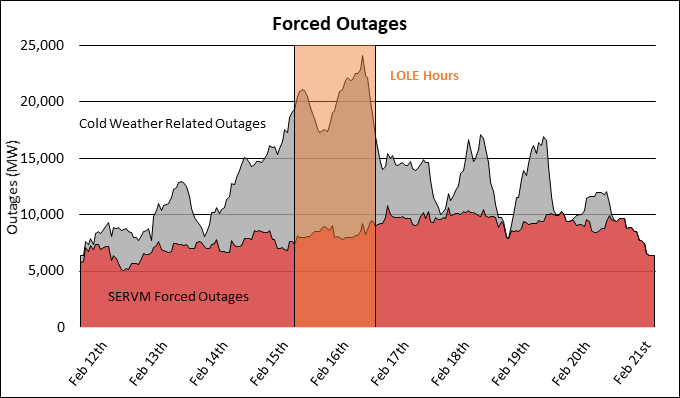 Forced Outages
25,000
20,000
15,000
10,000
5,000
0
Outages (MW)
LOLE Hours
Cold Weather Related Outages
SERVM Forced Outages
Feb 12th
Feb 13th
Feb 14th
Feb 15th
Feb 16th
Feb 17th
Feb 18th
Feb 19th
Feb 20th
Feb 21st